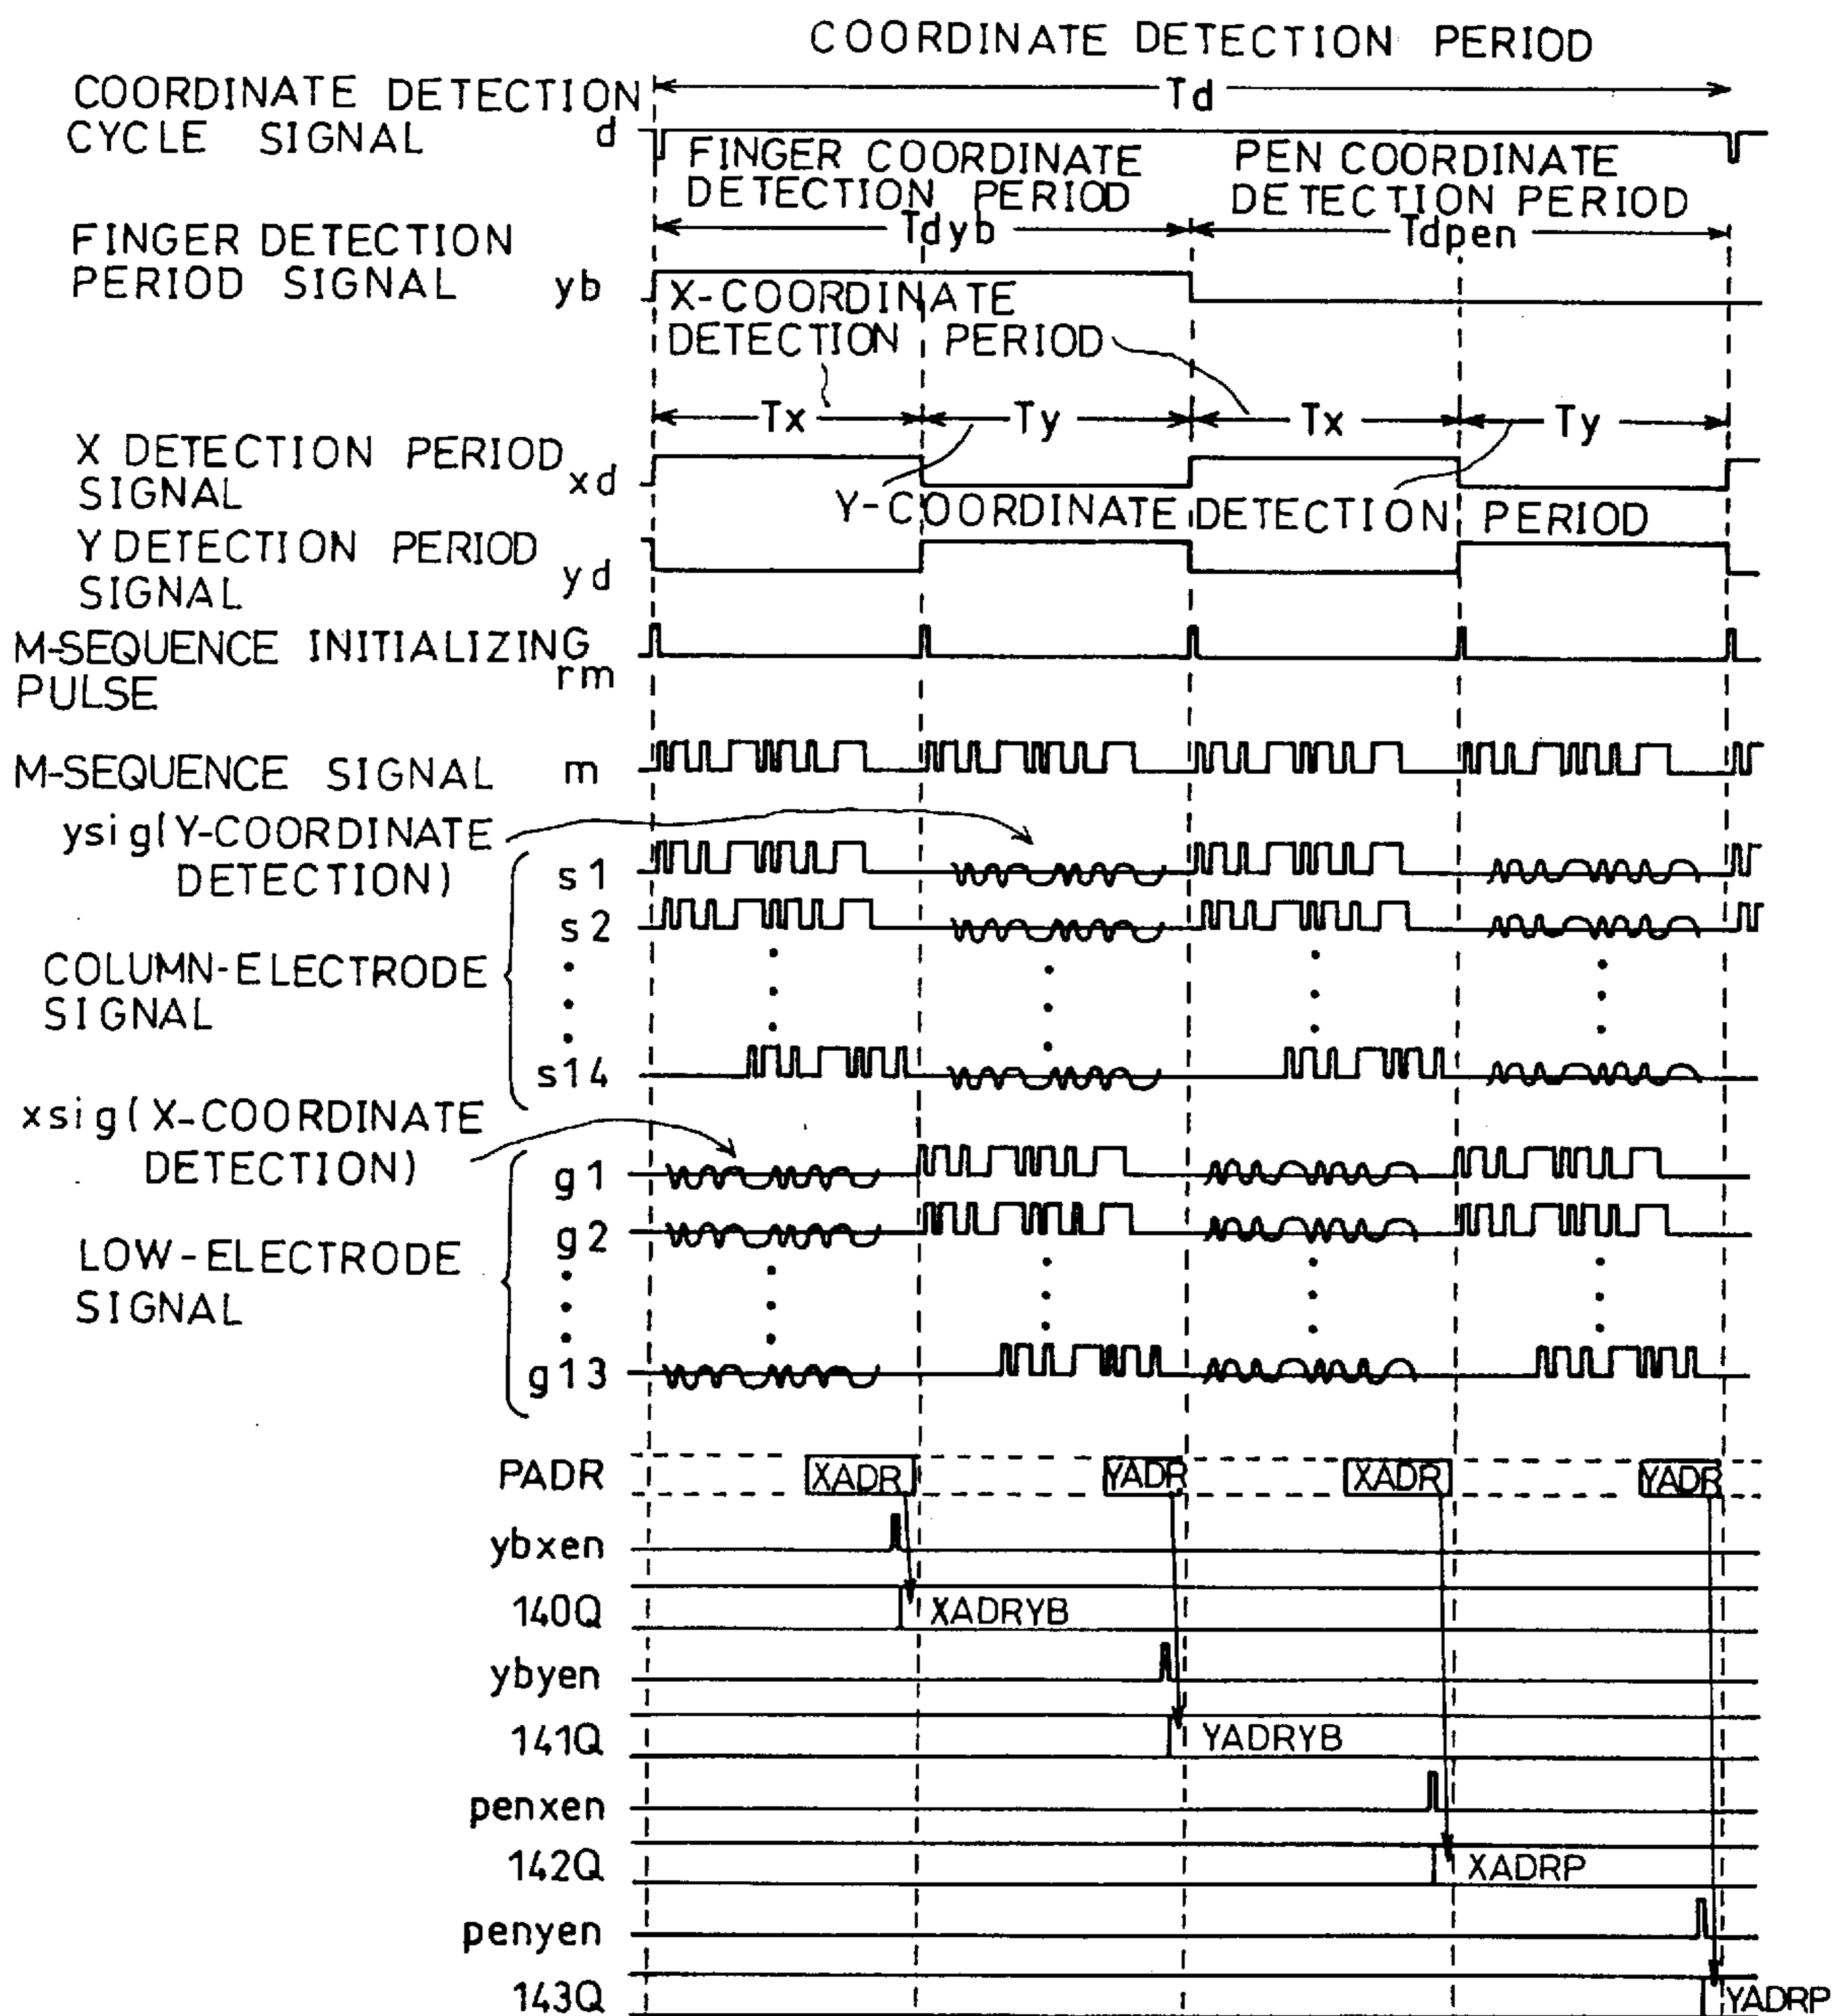 COORDINATE DETECTION PERIOD
Td
COORDINATE DETECTION
CYCLE SIGNAL d
FINGER COORDINATE
DETECTION PERIOD
PEN COORDINATE
DETECTION PERIOD
Tdyb
Tdpen
FINGER DETECTION
PERIOD SIGNAL yb
X-COORDINATE
DETECTION PERIOD
Tx
Ty
Tx
Ty
X DETECTION PERIOD
SIGNAL xd
Y-COORDINATE DETECTION PERIOD
Y DETECTION PERIOD
SIGNAL yd
M-SEQUENCE INITIALIZING
PULSE rm
M-SEQUENCE SIGNAL m
ysig(Y-COORDINATE
DETECTION)
s1
s2
COLUMN-ELECTRODE
SIGNAL
s14
xsig(X-COORDINATE
DETECTION)
g1
g2
LOW-ELECTRODE
SIGNAL
g13
PADR XADR YADR XADR YADR
ybxen
140Q XADRYB
ybyen
141Q YADRYB
penxen
142Q XADRP
penyen
143Q YADRP